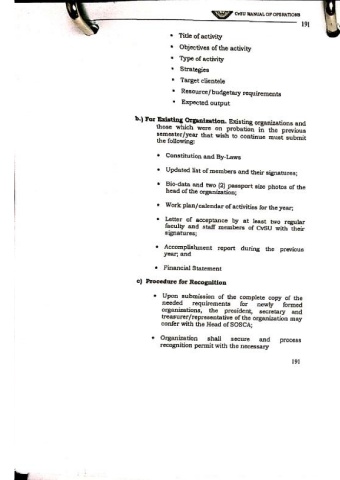 CvSU MANUAL OF OPERATIONS
191
• Title of activity
• Objectives of the activity
• Type of activity
• Strategies
• Target clientele
• Resource/budgetary requirements
• Expected output
b.) For Existing Organization. Existing organizations and
those which were on probation in the previous
semester/year that wish to continue must submit
the following:
• Constitution and By-Laws
• Updated list of members and their signatures;
• Bio-data and two (2) passport size photos of the
head of the organization;
• Work plan/calendar of activities for the year;
• Letter of acceptance by at least two regular
faculty and staff members of CvSU with their
signatures;
• Accomplishment report during the previous
year; and
• Financial Statement
c) Procedure for Recognition
• Upon submission of the complete copy of the
needed requirements for newly formed
organizations, the president, secretary and
treasurer/representative of the organization may
confer with the Head of SOSCA;
• Organization shall secure and process
recognition permit with the necessary
191